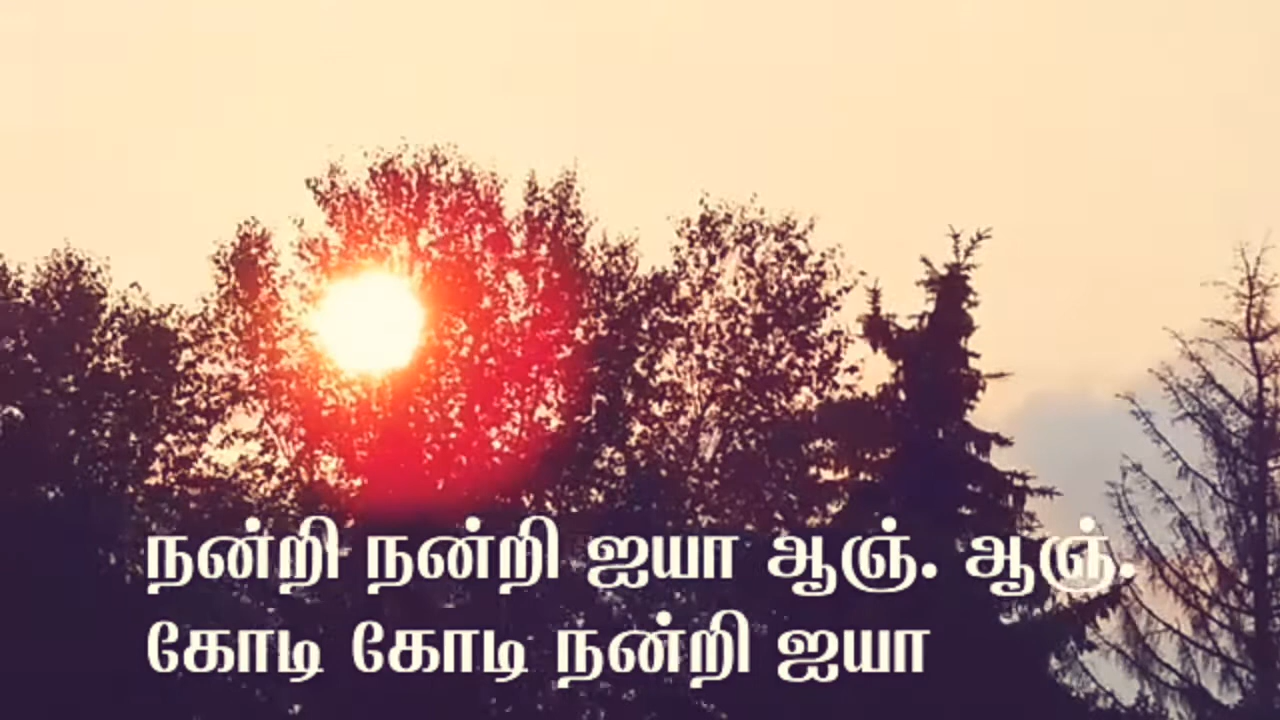 நன்றி நன்றி ஐயா ஆஞ். ஆஞ்.
கோடி கோடி நன்றி ஐயா